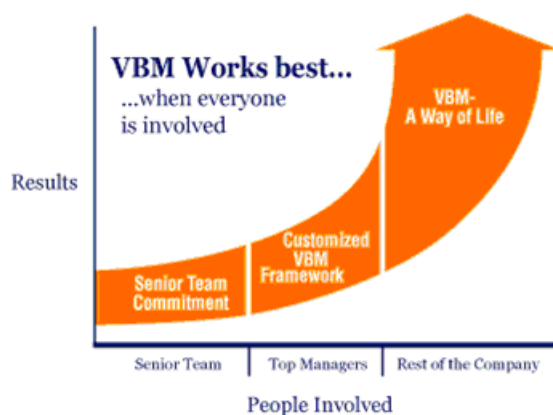 VBM Works best...
...when everyone
is involved
VBM-
A Way of Life
Results
Customized
VBM
Framework
Senior Team
Commitment
Senior Team
Top Managers
Rest of the Company
People Involved